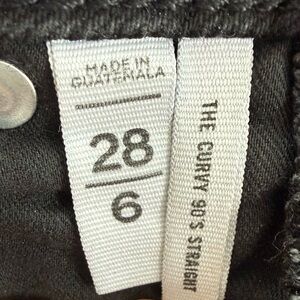 MADE IN
GUATEMALA
28
6
THE CURVY 90'S STRAIGHT